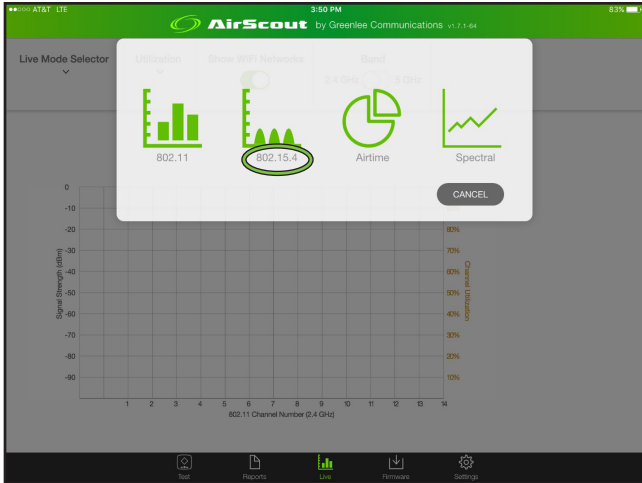 AT&T LTE
3:50 PM
83%
AirScout by Greenlee Communications v1.7.1-64
Live Mode Selector
Utilisation
Show WiFi Networks
Band
2.4 GHz
5 GHz
802.11
802.15.4
Airtime
Spectral
CANCEL
0
-10
-20
-30
-40
-50
-60
-70
-80
-90
Signal Strength (dBm)
80%
70%
60%
50%
40%
30%
20%
10%
Channel Utilization
1 2 3 4 5 6 7 8 9 10 11 12 13 14
802.11 Channel Number (2.4 GHz)
Test
Reports
Live
Firmware
Settings